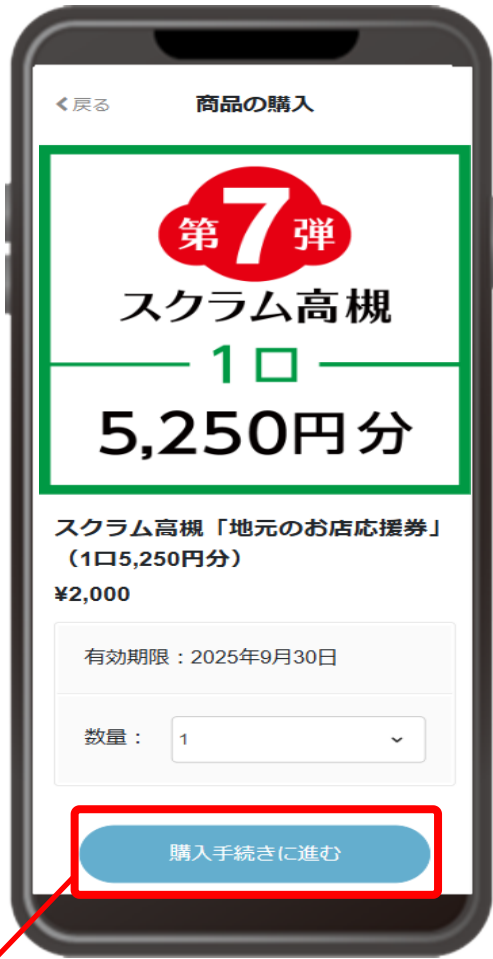 戻る
商品の購入
第7弾
スクラム高槻
1口
5,250円分
スクラム高槻「地元のお店応援券」
（1口5,250円分）
¥2,000
有効期限：2025年9月30日
数量：
1
購入手続きに進む